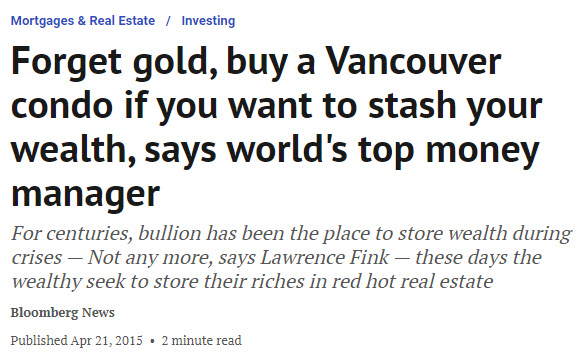 Mortgages & Real Estate / Investing
Forget gold, buy a Vancouver
condo if you want to stash your
wealth, says world's top money
manager
For centuries, bullion has been the place to store wealth during
crises — Not any more, says Lawrence Fink — these days the
wealthy seek to store their riches in red hot real estate
Bloomberg News
Published Apr 21, 2015 • 2 minute read